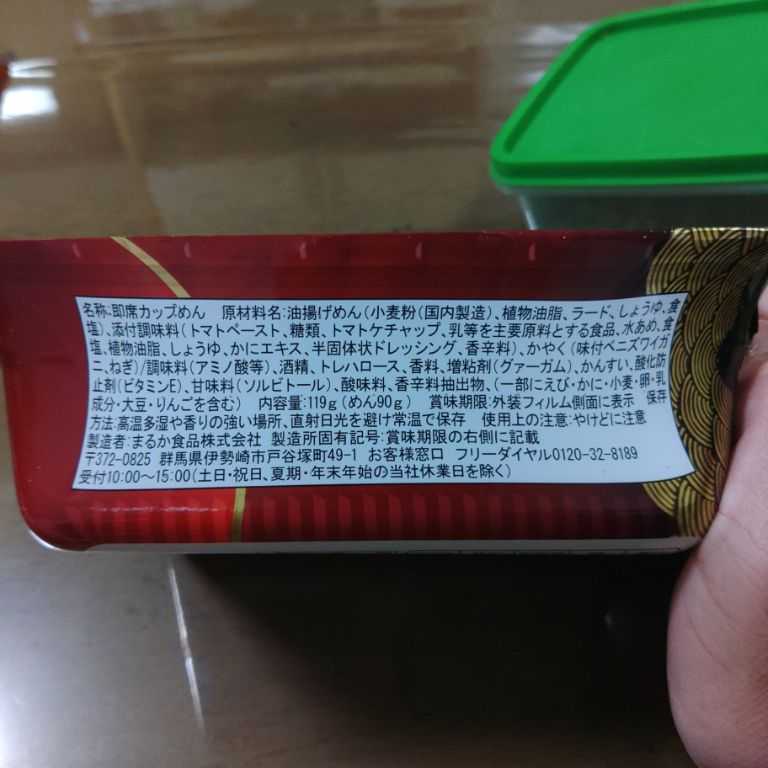 名称:即席カップめん 原材料名:油揚げめん(小麦粉(国内製造)、植物油脂、ラード、しょうゆ、食
塩)、添付調味料(トマトペースト、糖類、トマトケチャップ、乳等を主要原料とする食品、水あめ、食
塩、植物油脂、しょうゆ、かにエキス、半固体状ドレッシング、香辛料)、かやく(味付ベニズワイガ
ニ、ねぎ)/調味料(アミノ酸等)、酒精、トレハロース、香料、増粘剤(グァーガム)、かんすい、酸化防
止剤(ビタミンE)、甘味料(ソルビトール)、酸味料、香辛料抽出物、(一部にえび・かに・小麦・卵・乳
成分・大豆・りんごを含む) 内容量:119g(めん90g) 賞味期限:外装フィルム側面に表示 保存
方法:高温多湿や香りの強い場所、直射日光を避け常温で保存 使用上の注意:やけどに注意
製造者:まるか食品株式会社 製造所固有記号:賞味期限の右側に記載
〒372-0825 群馬県伊勢崎市戸谷塚町49-1 お客様窓口 フリーダイヤル0120-32-8189
受付10:00~15:00(土日・祝日、夏期・年末年始の当社休業日を除く)